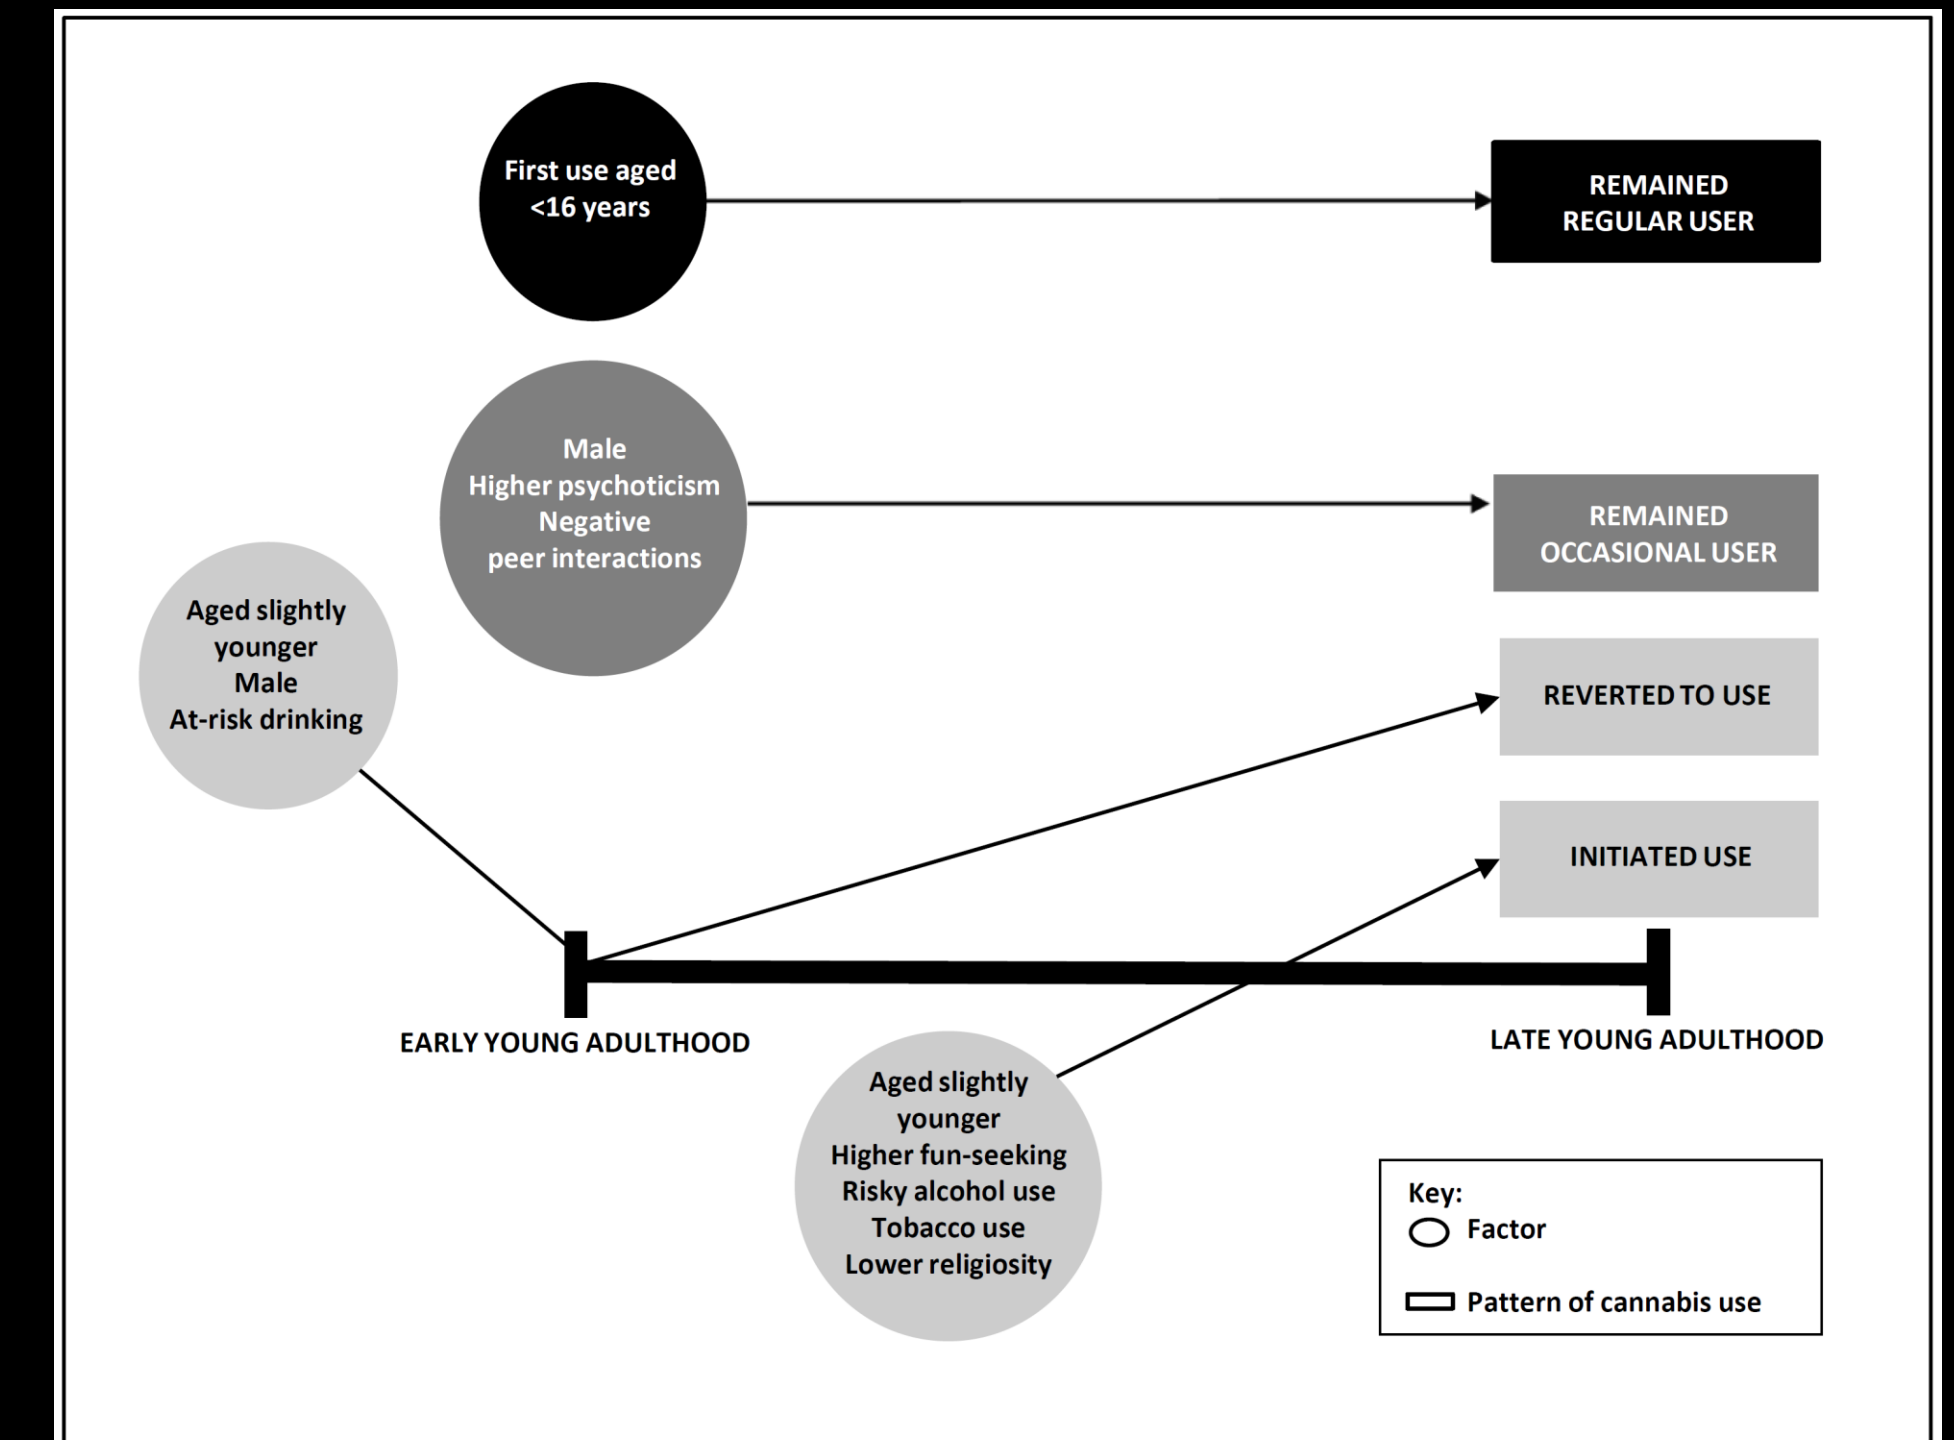 First use aged
<16 years
REMAINED
REGULAR USER
Male
Higher psychoticism
Negative
peer interactions
REMAINED
OCCASIONAL USER
Aged slightly
younger
Male
At-risk drinking
REVERTED TO USE
INITIATED USE
EARLY YOUNG ADULTHOOD
LATE YOUNG ADULTHOOD
Aged slightly
younger
Higher fun-seeking
Risky alcohol use
Tobacco use
Lower religiosity
Key:
Factor
Pattern of cannabis use